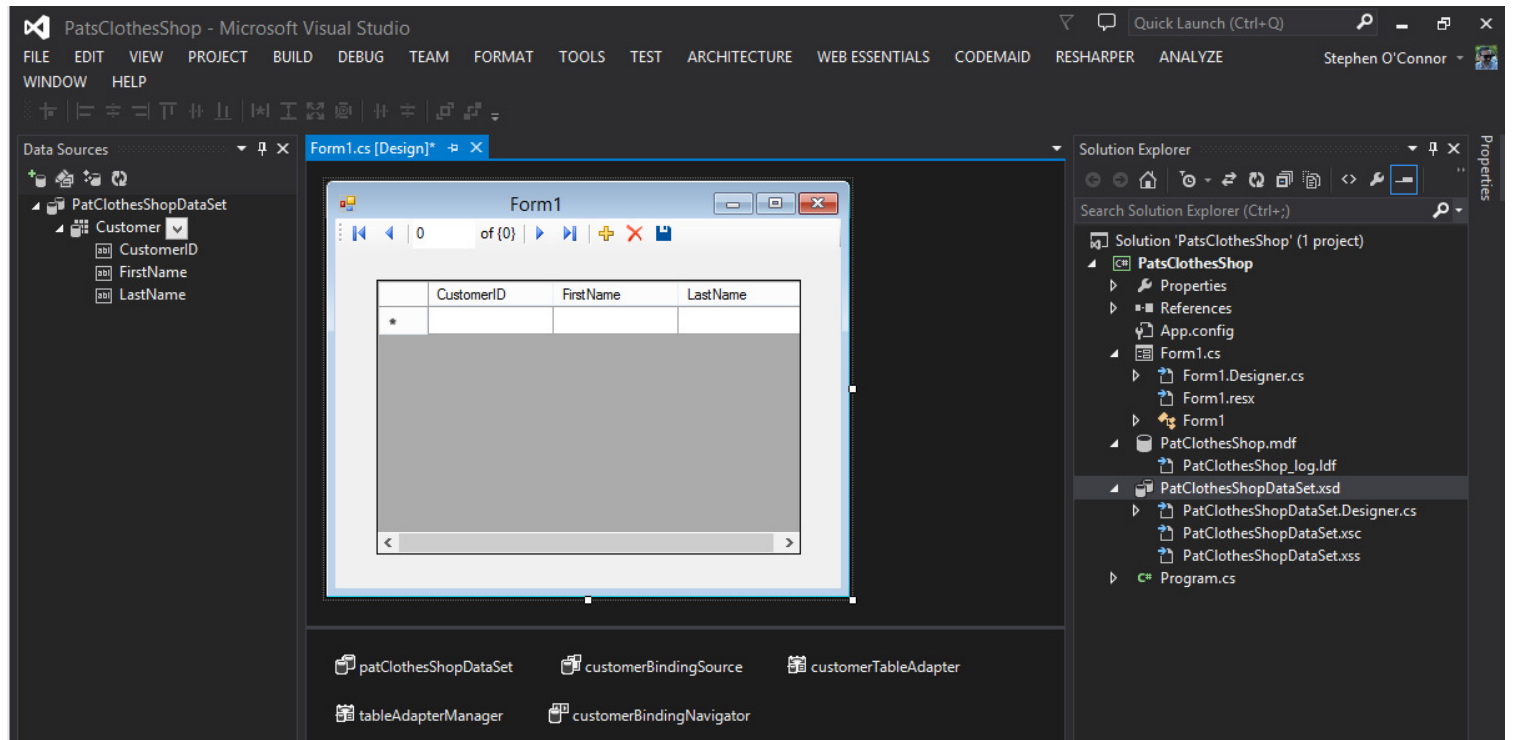 PatsClothesShop - Microsoft Visual Studio
Quick Launch (Ctrl+Q)
FILE EDIT VIEW PROJECT BUILD DEBUG TEAM FORMAT TOOLS TEST ARCHITECTURE WEB ESSENTIALS CODEMAID RESHARPER ANALYZE Stephen O'Connor
WINDOW HELP
Data Sources
PatClothesShopDataSet
Customer
CustomerID
FirstName
LastName
Form1.cs [Design]*
Form1
0 of {0}
CustomerID FirstName LastName
*
patClothesShopDataSet customerBindingSource customerTableAdapter
tableAdapterManager customerBindingNavigator
Solution Explorer
Search Solution Explorer (Ctrl+;)
Solution 'PatsClothesShop' (1 project)
C# PatsClothesShop
Properties
References
App.config
Form1.cs
Form1.Designer.cs
Form1.resx
Form1
PatClothesShop.mdf
PatClothesShop_log.ldf
PatClothesShopDataSet.xsd
PatClothesShopDataSet.Designer.cs
PatClothesShopDataSet.xsc
PatClothesShopDataSet.xss
C# Program.cs
Properties